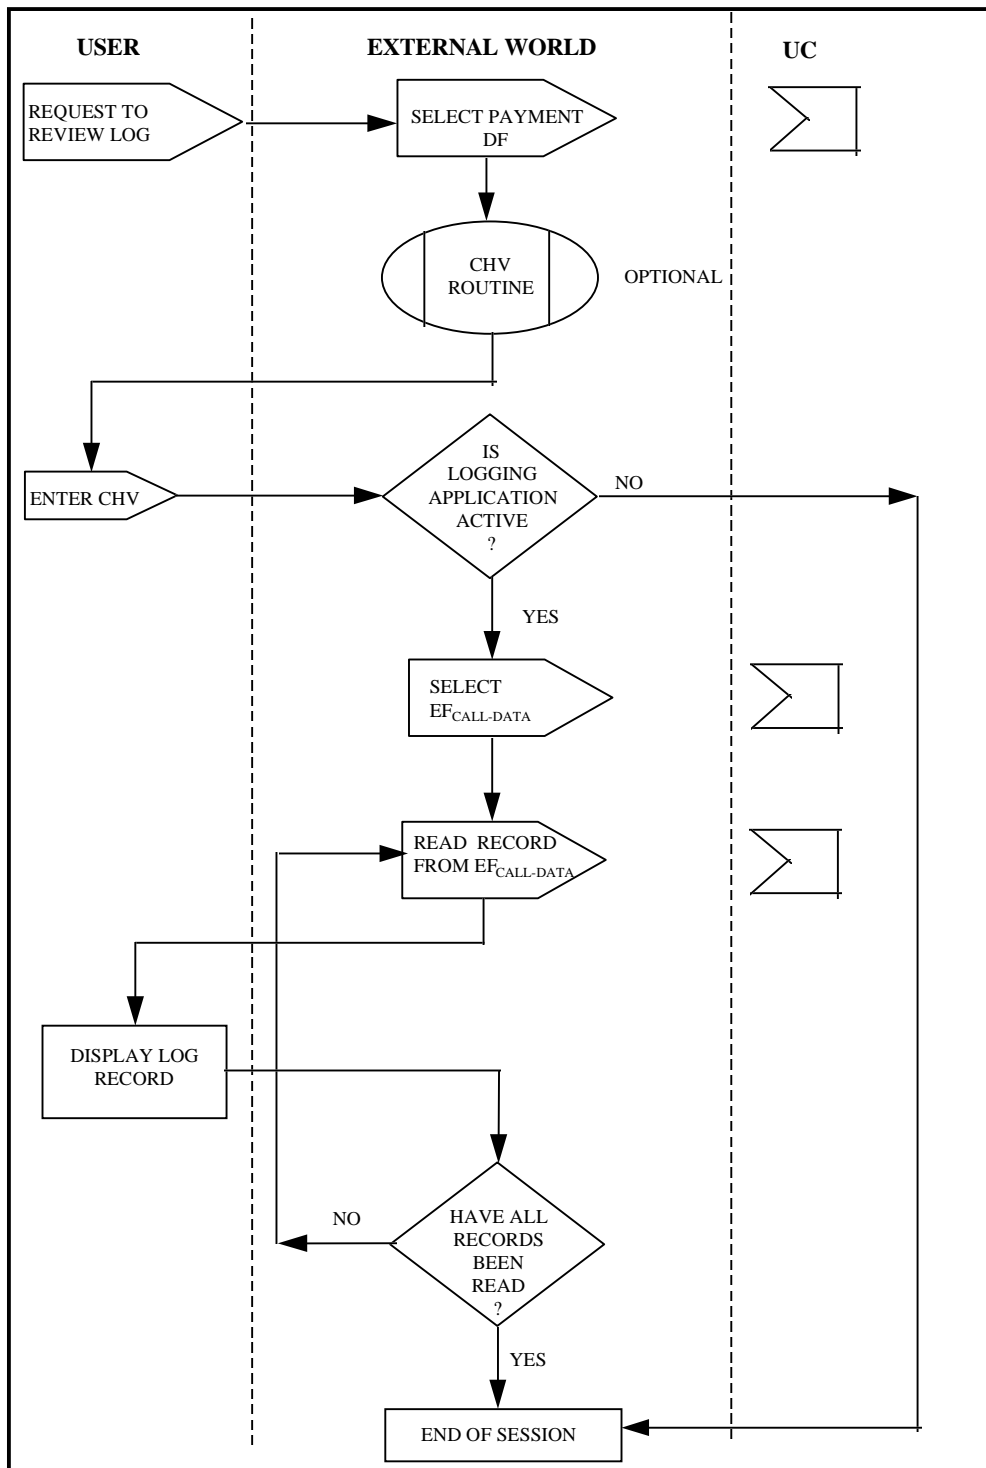 USER
EXTERNAL WORLD
UC
REQUEST TO
REVIEW LOG
SELECT PAYMENT
DF
CHV
ROUTINE
OPTIONAL
ENTER CHV
IS
LOGGING
APPLICATION
ACTIVE
?
NO
YES
SELECT
EFCALL-DATA
READ RECORD
FROM EFCALL-DATA
DISPLAY LOG
RECORD
NO
HAVE ALL
RECORDS
BEEN
READ
?
YES
END OF SESSION